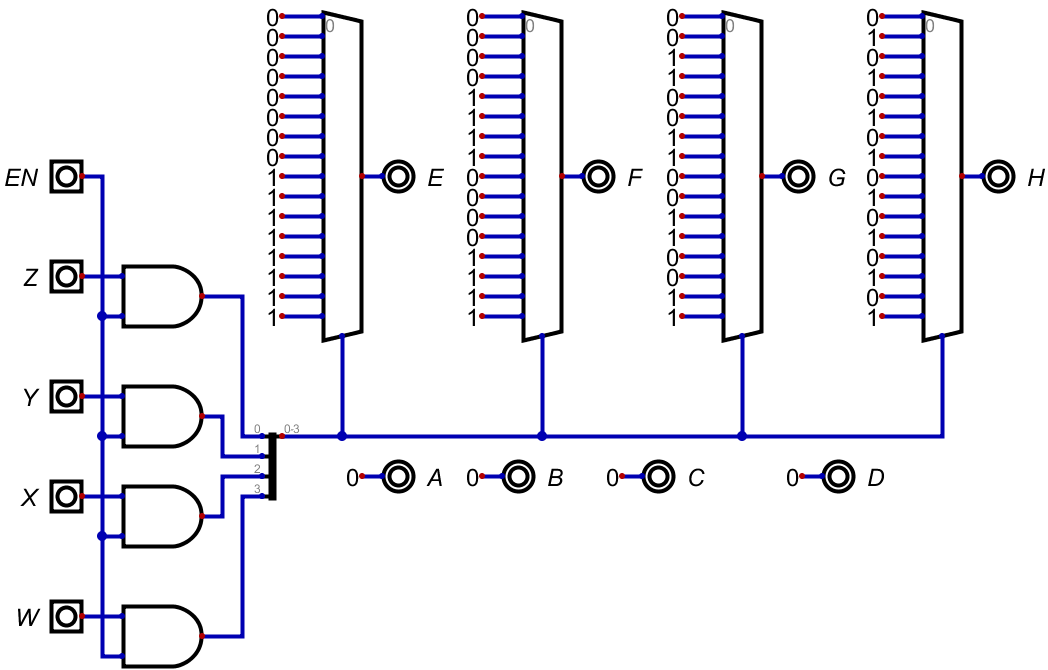 0 0 0 0
0 0 0 0
0 0 0 1
0 0 1 0
0 0 1 1
0 1 0 0
0 1 0 1
0 1 1 0
0 1 1 1
EN 1 0 0 0 E F G H
1 0 0 1
1 0 1 0
1 0 1 1
1 1 0 0
Z 1 1 0 1
1 1 1 0
1 1 1 1
Y
0 0-3
1
2
3
0 A 0 B 0 C 0 D
X
W